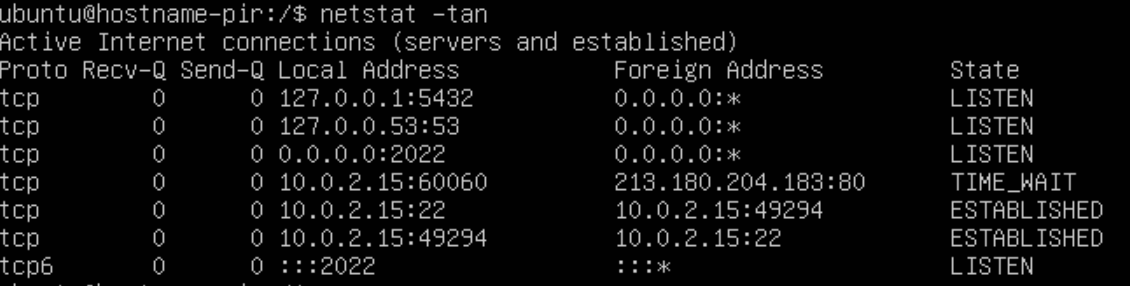 ubuntu@hostname-pir:/$ netstat -tan
Active Internet connections (servers and established)
Proto Recv-Q Send-Q Local Address           Foreign Address         State
tcp        0      0 127.0.0.1:5432          0.0.0.0:*               LISTEN
tcp        0      0 127.0.0.53:53           0.0.0.0:*               LISTEN
tcp        0      0 0.0.0.0:2022            0.0.0.0:*               LISTEN
tcp        0      0 10.0.2.15:60060         213.180.204.183:80      TIME_WAIT
tcp        0      0 10.0.2.15:22            10.0.2.15:49294         ESTABLISHED
tcp        0      0 10.0.2.15:49294         10.0.2.15:22            ESTABLISHED
tcp6       0      0 :::2022                 :::*                    LISTEN